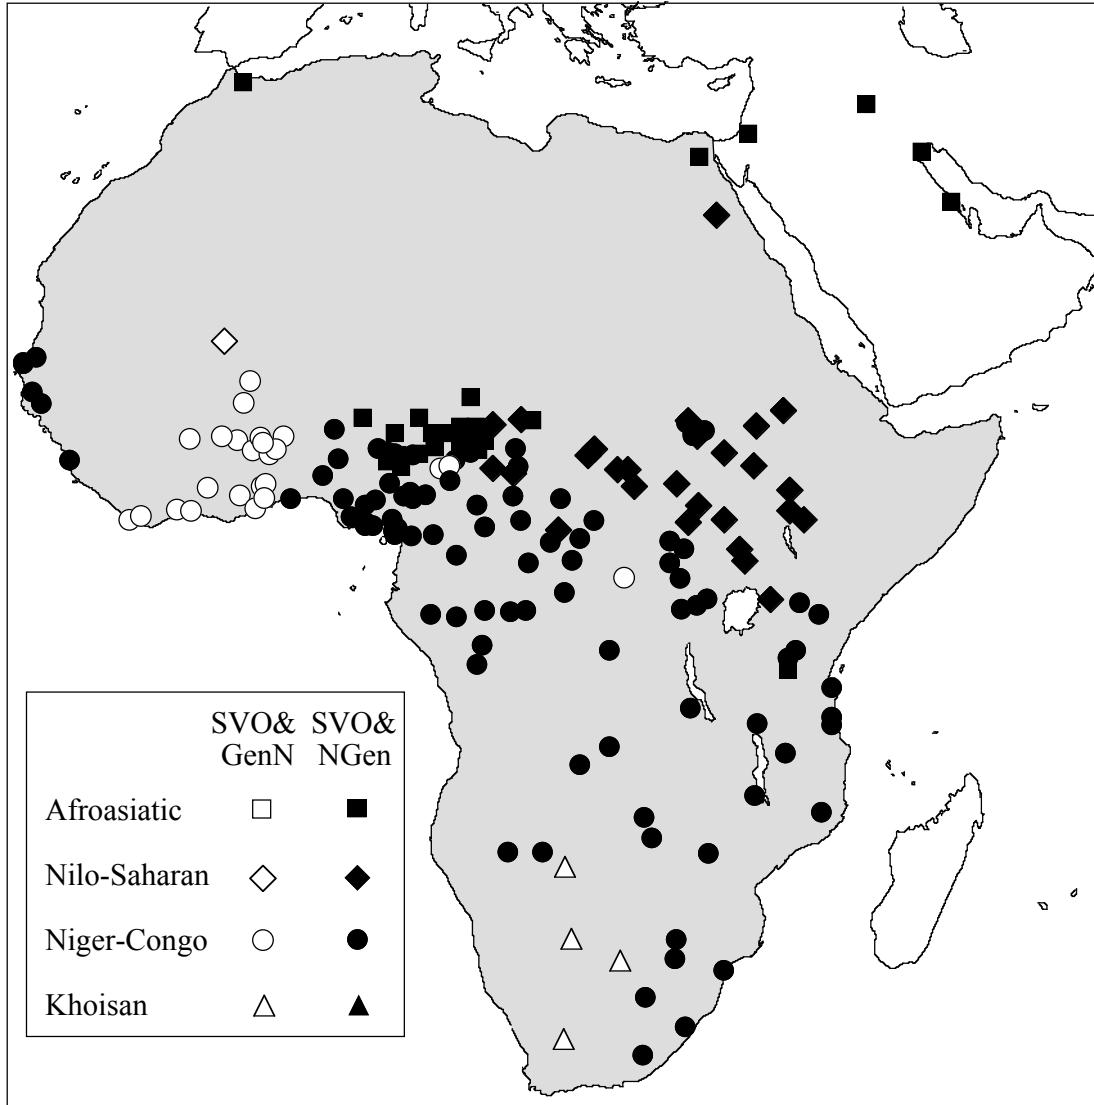 SVO& SVO&
GenN NGen
Afroasiatic
Nilo-Saharan
Niger-Congo
Khoisan